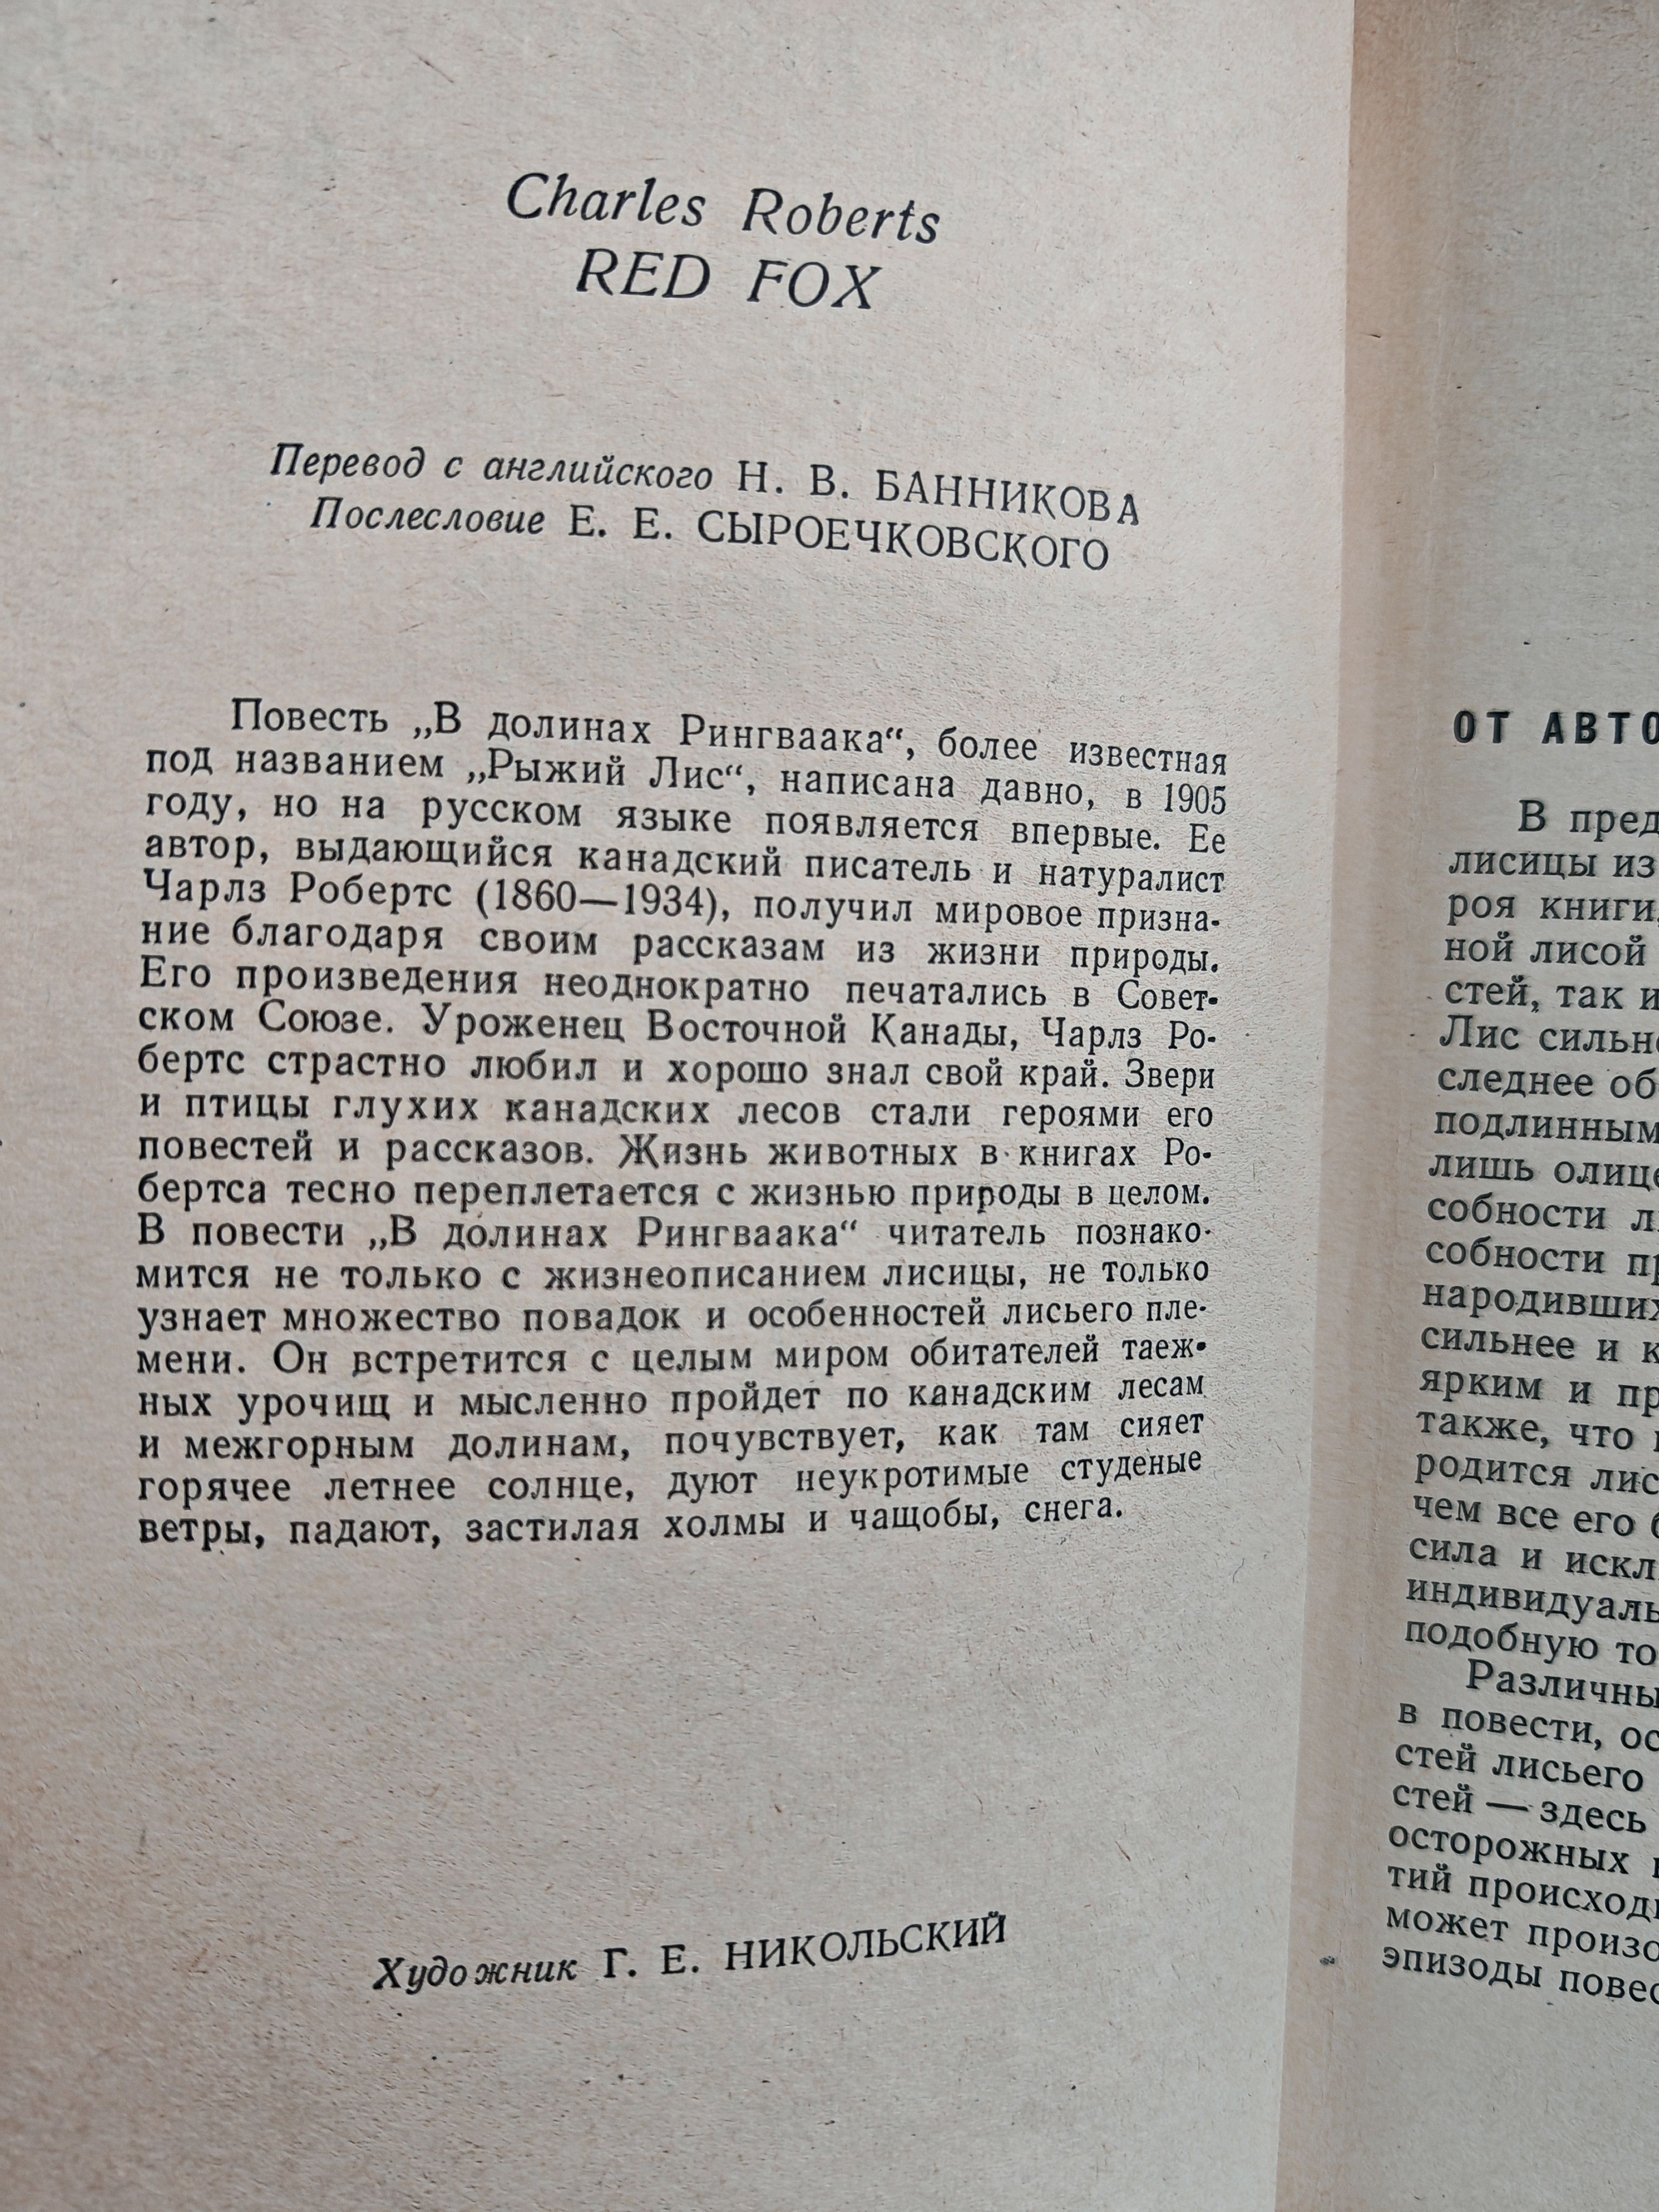 Charles Roberts
RED FOX
Перевод с английского Н. В. БАННИКОВА
Послесловие Е. Е. СЫРОЕЧКОВСКОГО
Повесть „В долинах Рингваака“, более известная
под названием „Рыжий Лис“, написана давно, в 1905
году, но на русском языке появляется впервые. Ее
автор, выдающийся канадский писатель и натуралист
Чарлз Робертс (1860—1934), получил мировое призна-
ние благодаря своим рассказам из жизни природы.
Его произведения неоднократно печатались в Совет-
ском Союзе. Уроженец Восточной Канады, Чарлз Ро-
бертс страстно любил и хорошо знал свой край. Звери
и птицы глухих канадских лесов стали героями его
повестей и рассказов. Жизнь животных в книгах Ро-
бертса тесно переплетается с жизнью природы в целом.
В повести „В долинах Рингваака“ читатель познако-
мится не только с жизнеописанием лисицы, не только
узнает множество повадок и особенностей лисьего пле-
мени. Он встретится с целым миром обитателей таеж-
ных урочищ и мысленно пройдет по канадским лесам
и межгорным долинам, почувствует, как там сияет
горячее летнее солнце, дуют неукротимые студеные
ветры, падают, застилая холмы и чащобы, снега.
Художник Г. Е. НИКОЛЬСКИЙ
ОТ АВТО
В пред
лисицы из
роя книги,
ной лисой
стей, так и
Лис сильн
следнее об
подлинным
лишь олице
собности л
собности п
народивших
сильнее и к
ярким и пр
также, что
родится лис
чем все его
сила и искл
индивидуаль
подобную то
Различны
в повести, ос
стей лисьего
стей — здесь
осторожных
тий происход
может произо
эпизоды повес